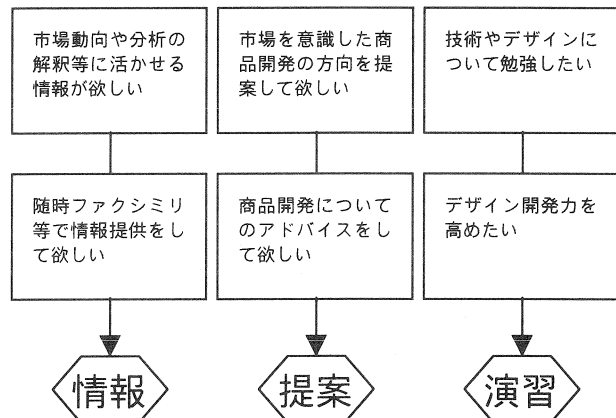 市場動向や分析の
解釈等に活かせる
情報が欲しい
市場を意識した商
品開発の方向を提
案して欲しい
技術やデザインに
ついて勉強したい
随時ファクシミリ
等で情報提供をし
て欲しい
商品開発について
のアドバイスをし
て欲しい
デザイン開発力を
高めたい
情報
提案
演習